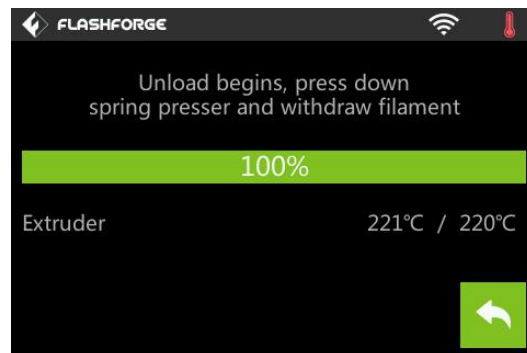 FLASHFORGE
Unload begins, press down
spring presser and withdraw filament
100%
Extruder 221℃ / 220℃